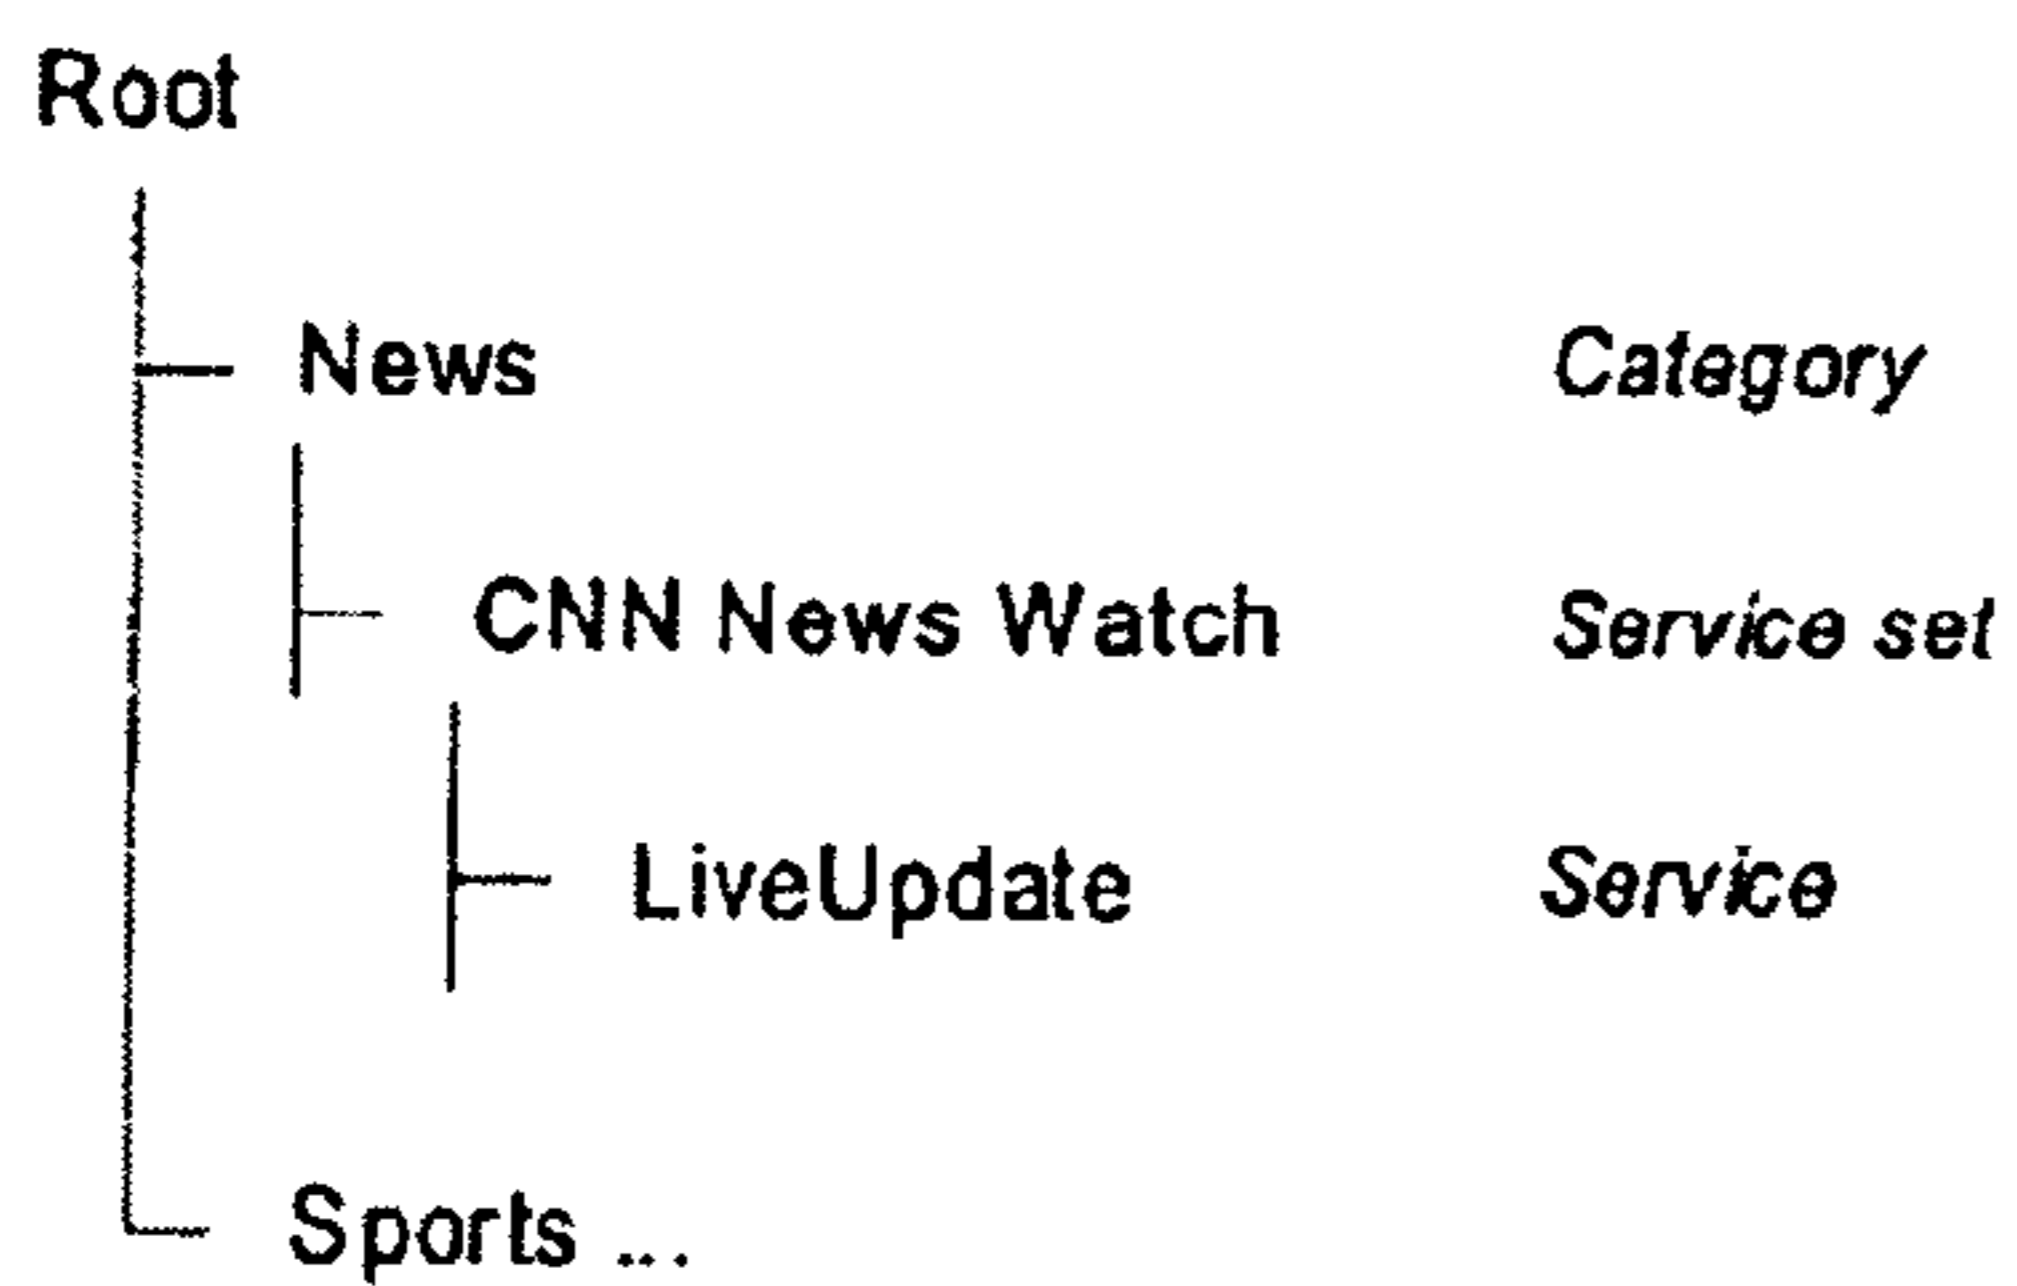 Root
News Category
CNN News Watch Service set
LiveUpdate Service
Sports ...